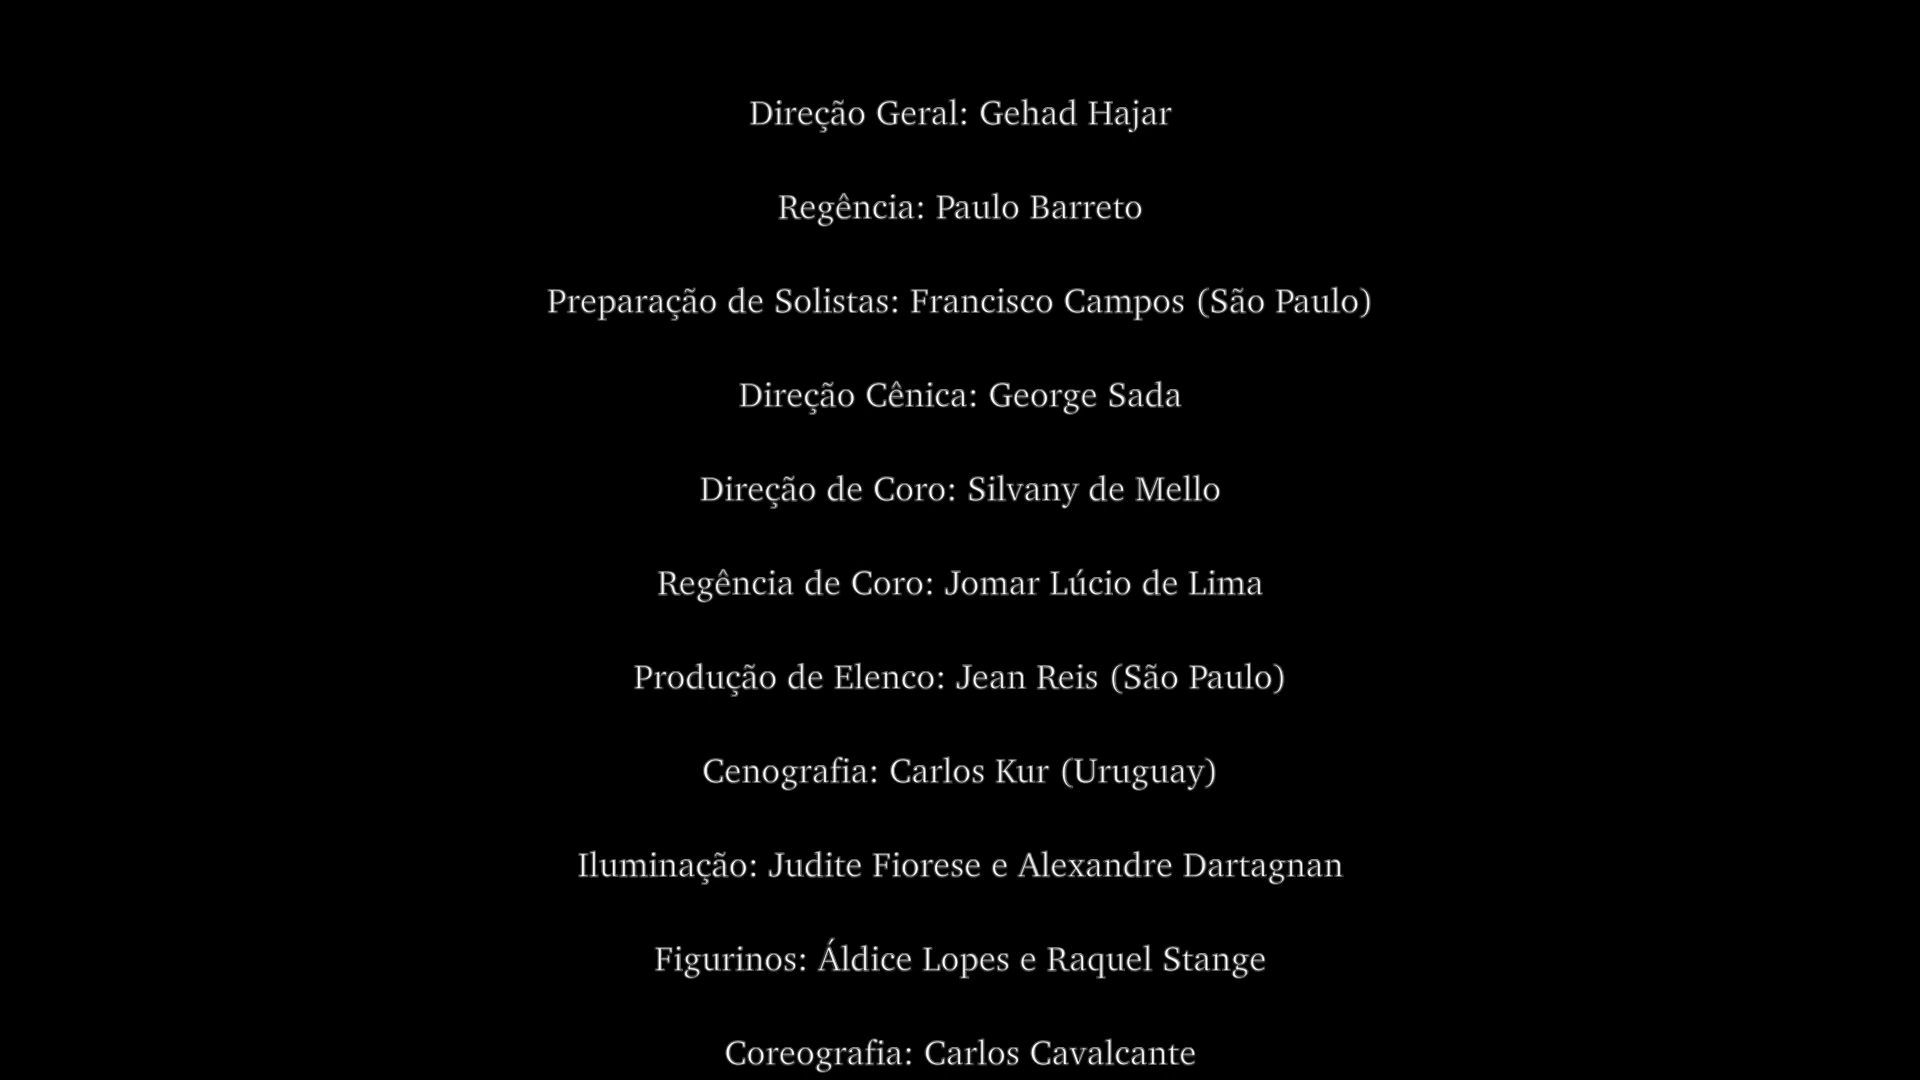 Direção Geral: Gehad Hajar
Regência: Paulo Barreto
Preparação de Solistas: Francisco Campos (São Paulo)
Direção Cênica: George Sada
Direção de Coro: Silvany de Mello
Regência de Coro: Jomar Lúcio de Lima
Produção de Elenco: Jean Reis (São Paulo)
Cenografia: Carlos Kur (Uruguay)
Iluminação: Judite Fiorese e Alexandre Dartagnan
Figurinos: Áldice Lopes e Raquel Stange
Coreografia: Carlos Cavalcante